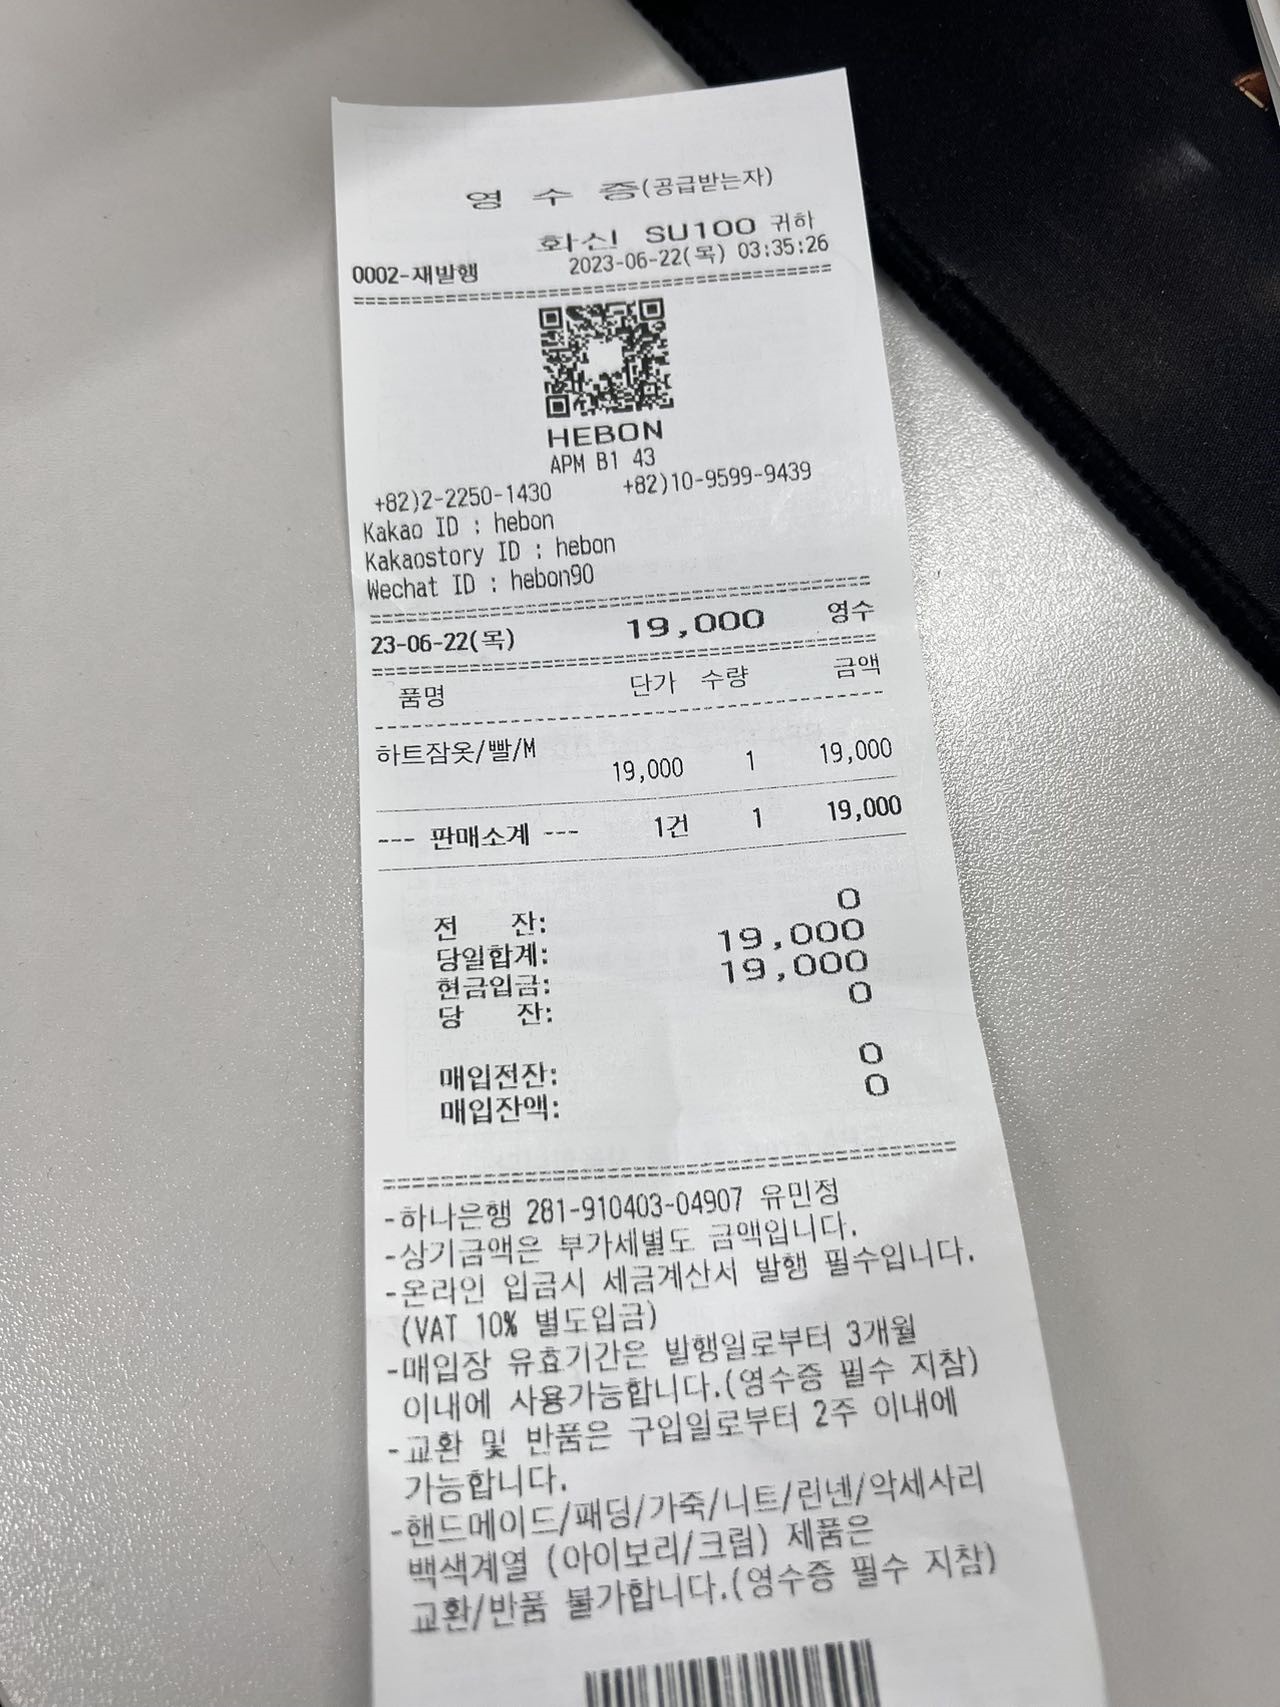 영 수 증(공급받는자)
화신 SU100 귀하
0002-재발행 2023-06-22(목) 03:35:26
HEBON
APM B1 43
+82)2-2250-1430 +82)10-9599-9439
Kakao ID : hebon
Kakaostory ID : hebon
Wechat ID : hebon90
23-06-22(목) 19,000 영수
품명 단가 수량 금액
하트잠옷/빨/M
19,000 1 19,000
--- 판매소계 --- 1건 1 19,000
전 잔: 0
당일합계: 19,000
현금입금: 19,000
당 잔: 0
매입전잔: 0
매입잔액: 0
-하나은행 281-910403-04907 유민정
-상기금액은 부가세별도 금액입니다.
-온라인 입금시 세금계산서 발행 필수입니다.
(VAT 10% 별도입금)
-매입장 유효기간은 발행일로부터 3개월
이내에 사용가능합니다.(영수증 필수 지참)
-교환 및 반품은 구입일로부터 2주 이내에
가능합니다.
-핸드메이드/패딩/가죽/니트/린넨/악세사리
백색계열 (아이보리/크림) 제품은
교환/반품 불가합니다.(영수증 필수 지참)